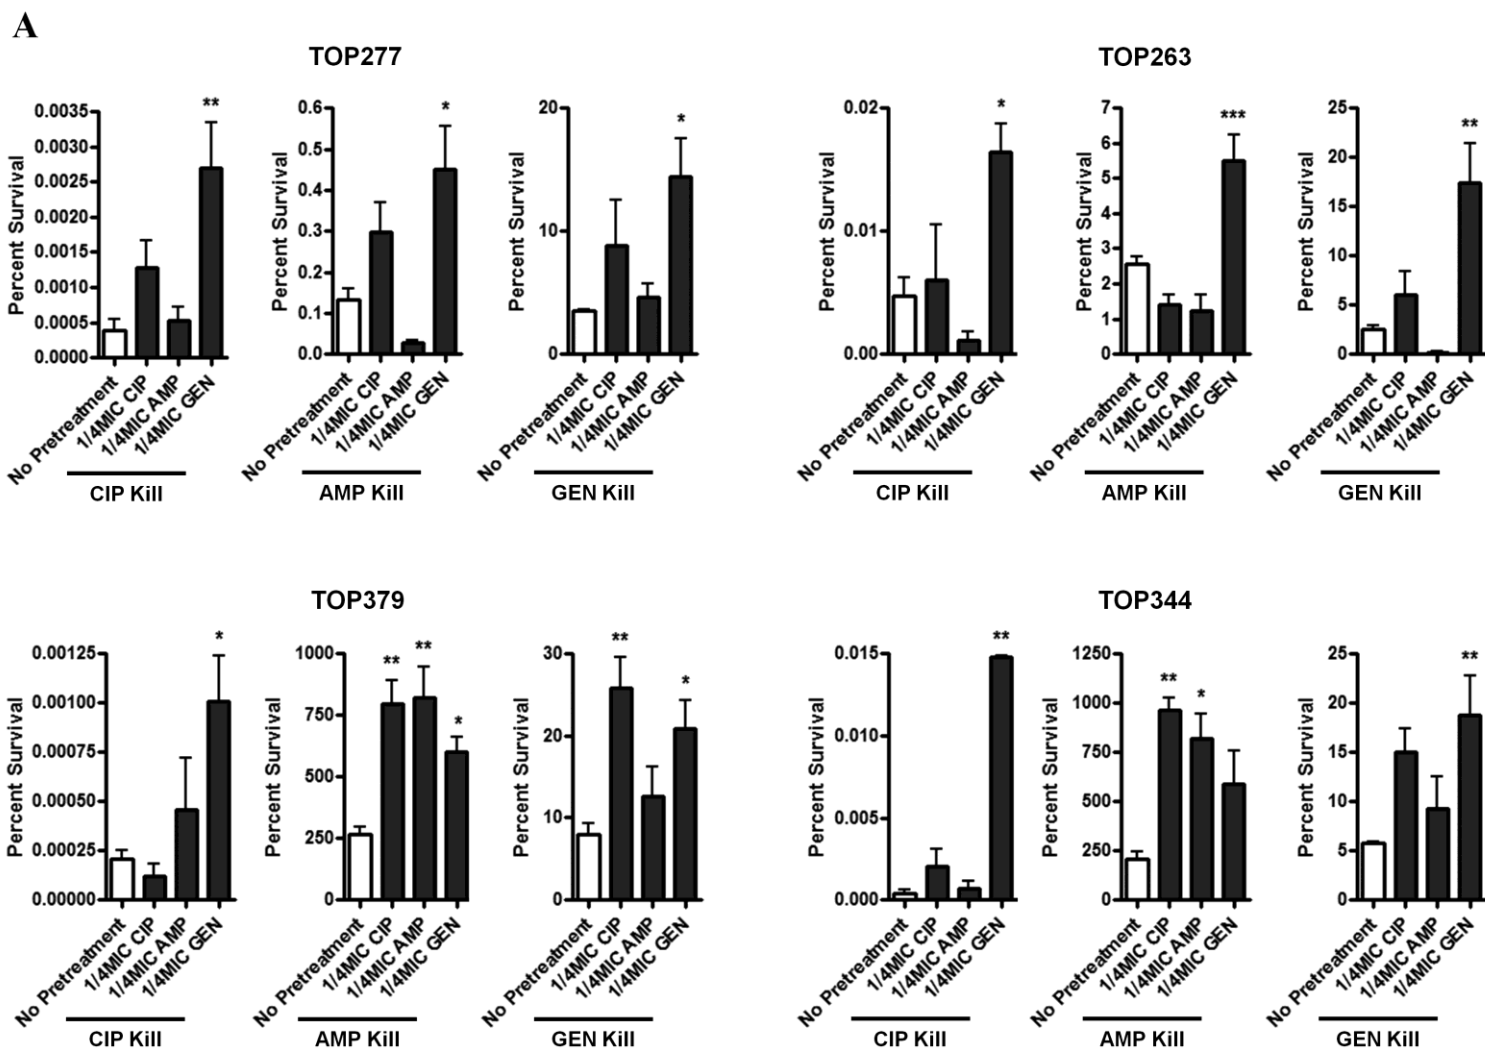 A
TOP277
TOP263
Percent Survival
0.0035
0.0030
0.0025
0.0020
0.0015
0.0010
0.0005
0.0000
**
No Pretreatment
1/4MIC CIP
1/4MIC AMP
1/4MIC GEN
CIP Kill
Percent Survival
0.6
0.5
0.4
0.3
0.2
0.1
0.0
*
No Pretreatment
1/4MIC CIP
1/4MIC AMP
1/4MIC GEN
AMP Kill
Percent Survival
20
10
0
*
No Pretreatment
1/4MIC CIP
1/4MIC AMP
1/4MIC GEN
GEN Kill
Percent Survival
0.02
0.01
0.00
*
No Pretreatment
1/4MIC CIP
1/4MIC AMP
1/4MIC GEN
CIP Kill
Percent Survival
7
6
5
4
3
2
1
0
***
No Pretreatment
1/4MIC CIP
1/4MIC AMP
1/4MIC GEN
AMP Kill
Percent Survival
25
20
15
10
5
0
**
No Pretreatment
1/4MIC CIP
1/4MIC AMP
1/4MIC GEN
GEN Kill
TOP379
TOP344
Percent Survival
0.00125
0.00100
0.00075
0.00050
0.00025
0.00000
*
No Pretreatment
1/4MIC CIP
1/4MIC AMP
1/4MIC GEN
CIP Kill
Percent Survival
1000
750
500
250
0
**
**
*
No Pretreatment
1/4MIC CIP
1/4MIC AMP
1/4MIC GEN
AMP Kill
Percent Survival
30
20
10
0
**
*
No Pretreatment
1/4MIC CIP
1/4MIC AMP
1/4MIC GEN
GEN Kill
Percent Survival
0.015
0.010
0.005
0.000
**
No Pretreatment
1/4MIC CIP
1/4MIC AMP
1/4MIC GEN
CIP Kill
Percent Survival
1250
1000
750
500
250
0
**
*
No Pretreatment
1/4MIC CIP
1/4MIC AMP
1/4MIC GEN
AMP Kill
Percent Survival
25
20
15
10
5
0
**
No Pretreatment
1/4MIC CIP
1/4MIC AMP
1/4MIC GEN
GEN Kill